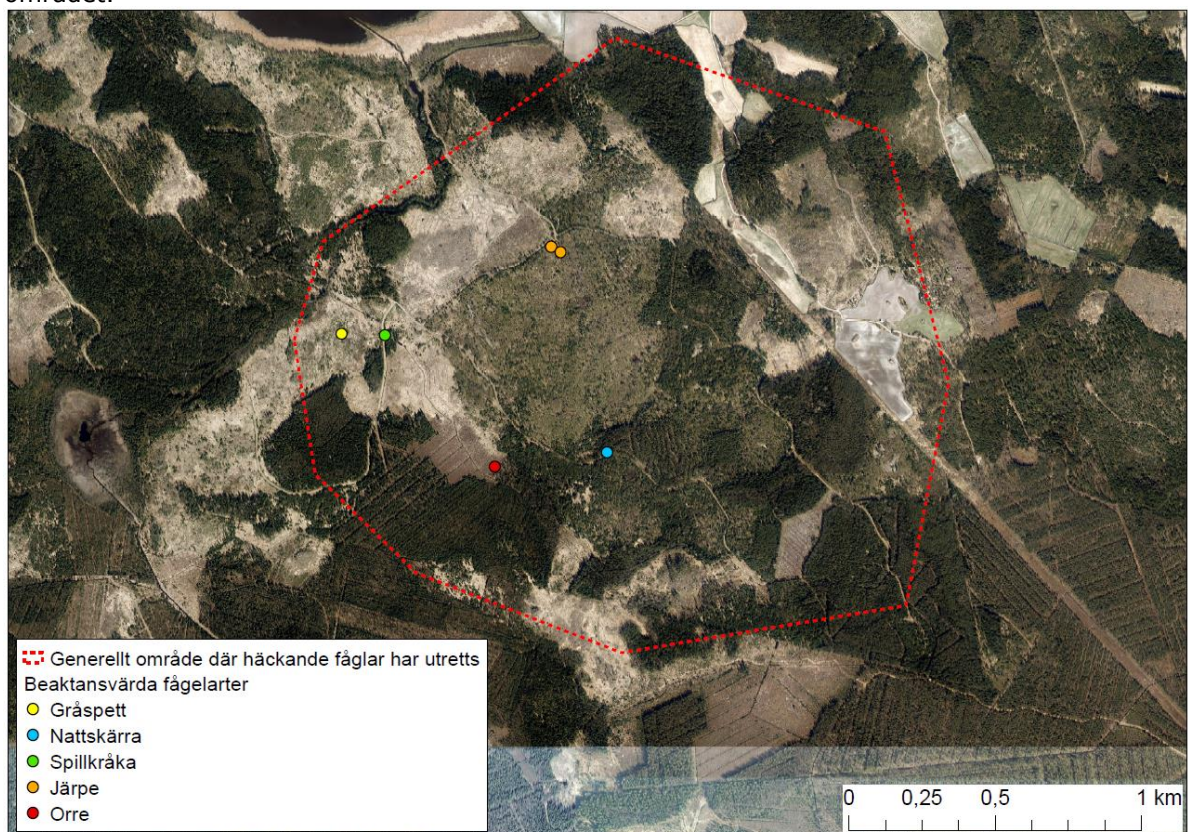 området.
Generellt område där häckande fåglar har utretts
Beaktansvärda fågelarter
Gråspett
Nattskärra
Spillkråka
Järpe
Orre
0 0,25 0,5 1 km